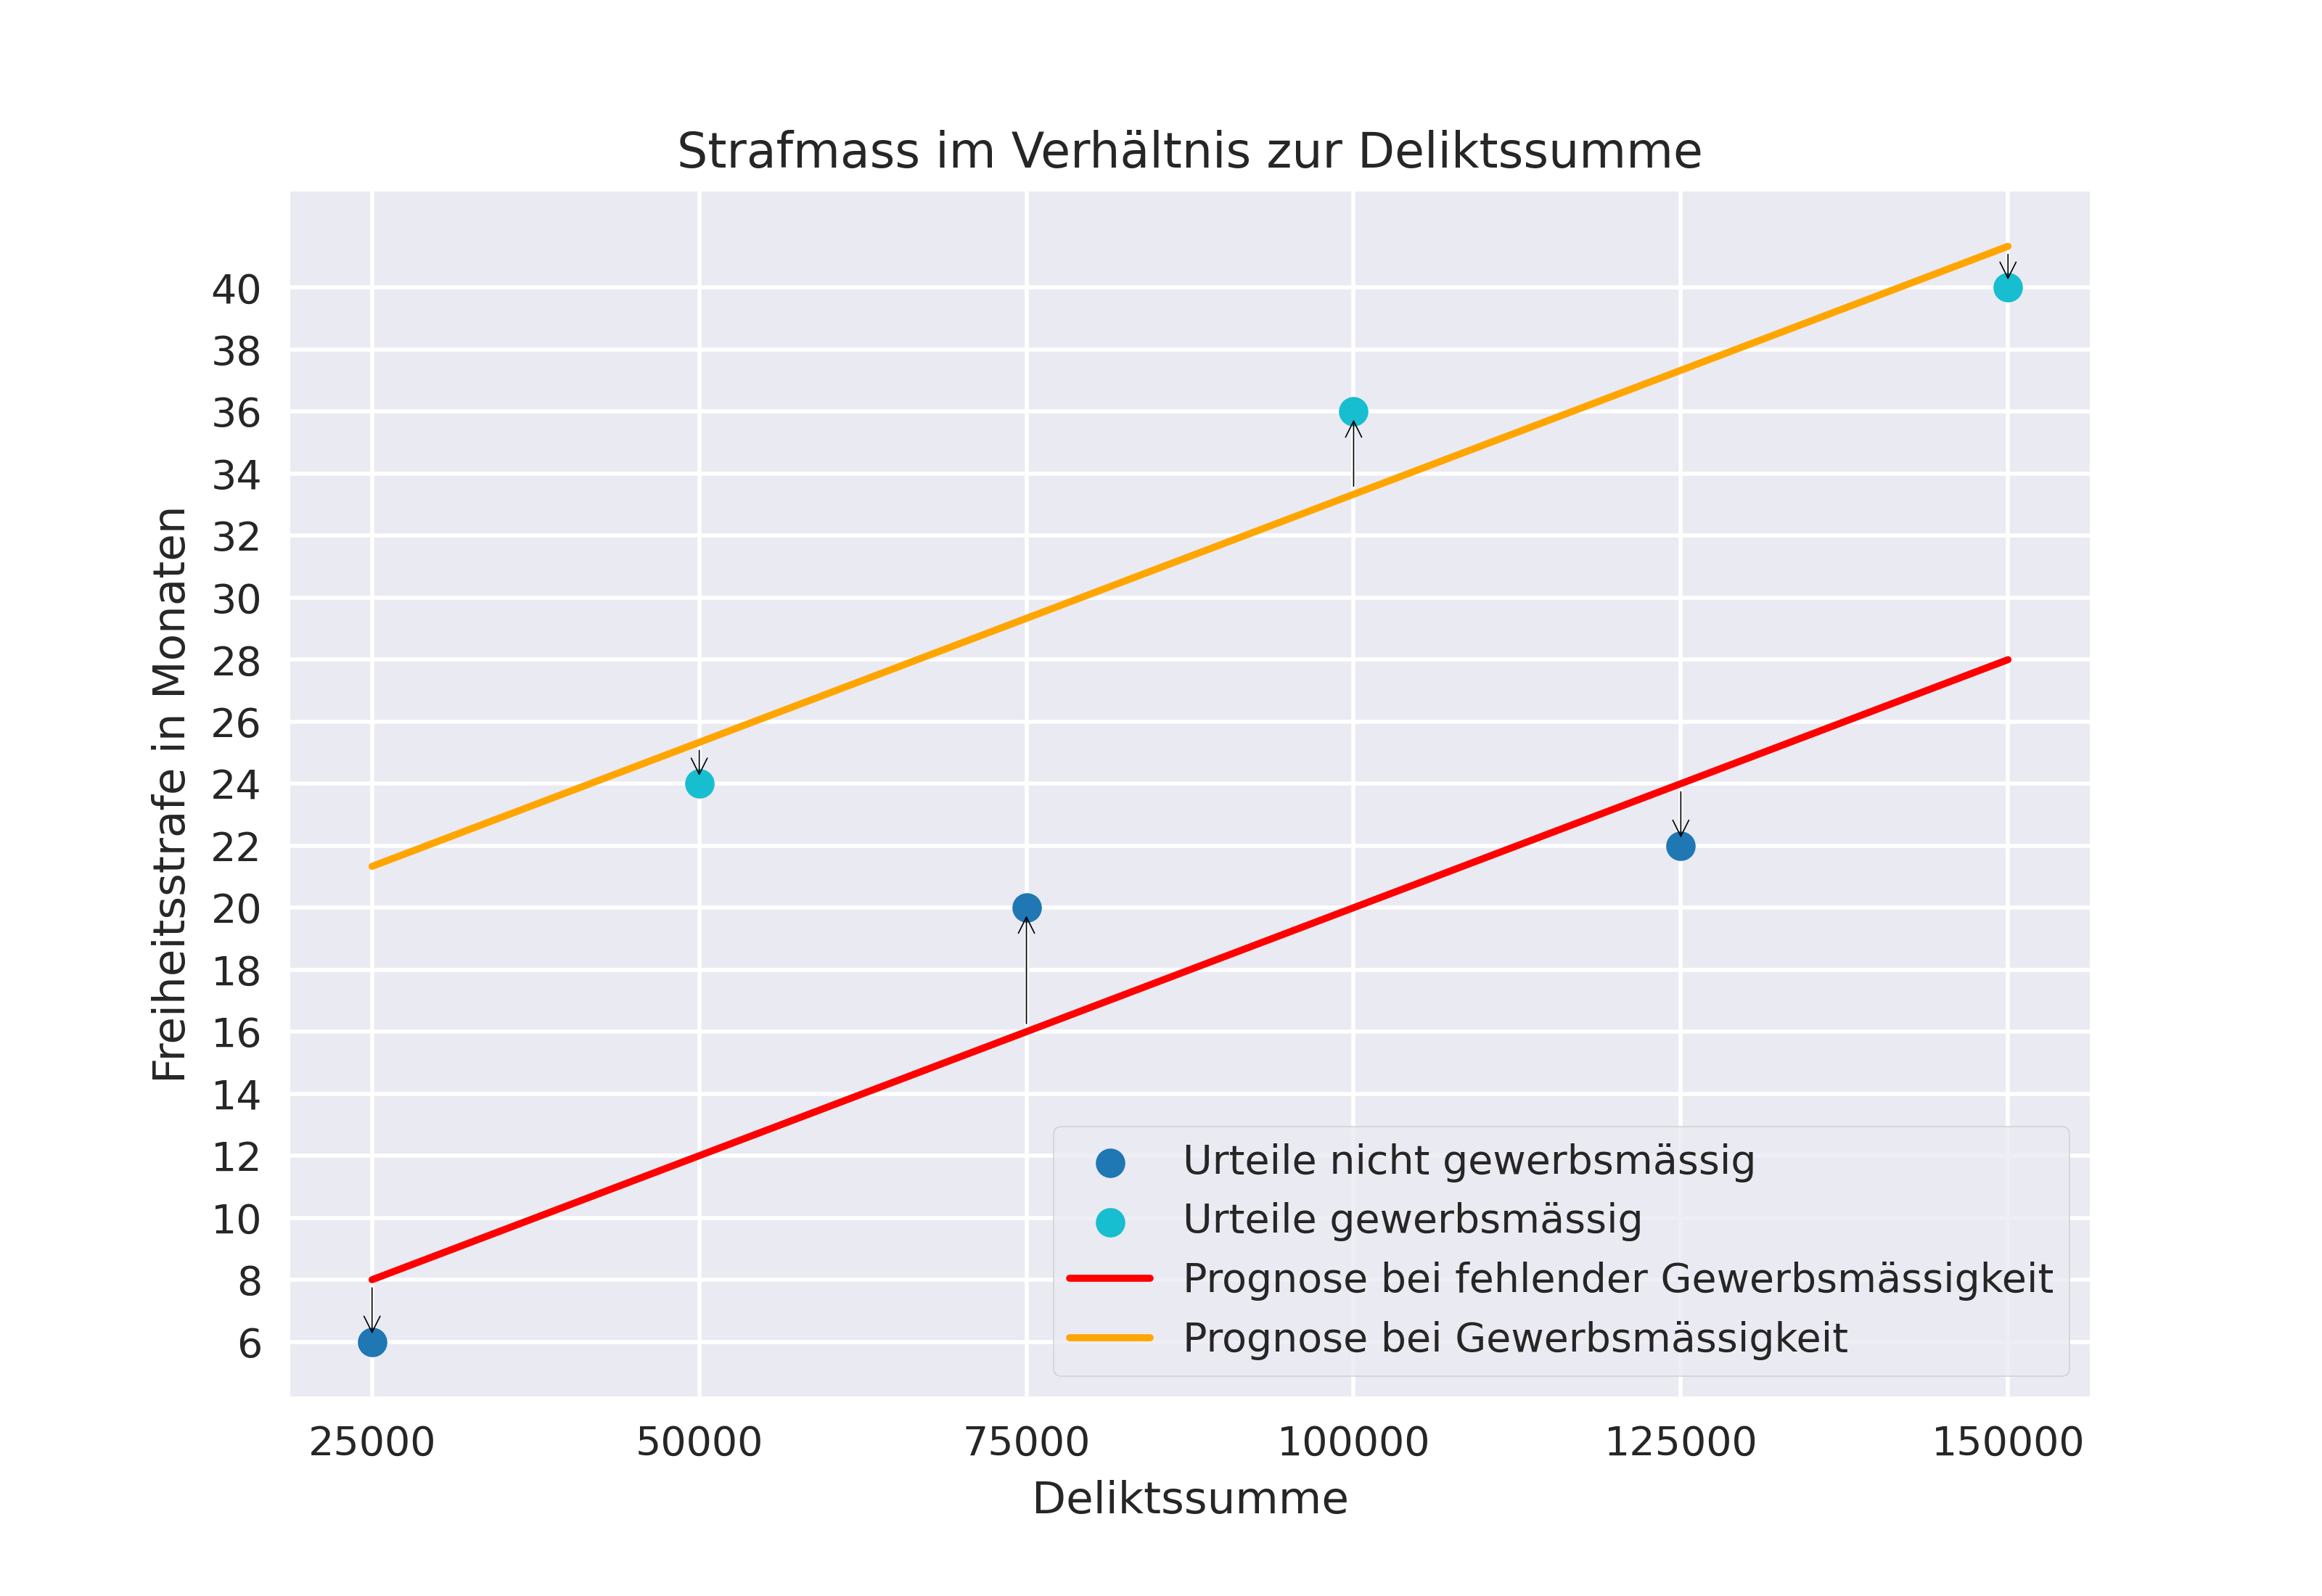 Strafmass im Verhältnis zur Deliktssumme
Freiheitsstrafe in Monaten
40
38
36
34
32
30
28
26
24
22
20
18
16
14
12
10
8
6
Urteile nicht gewerbsmässig
Urteile gewerbsmässig
Prognose bei fehlender Gewerbsmässigkeit
Prognose bei Gewerbsmässigkeit
25000 50000 75000 100000 125000 150000
Deliktssumme